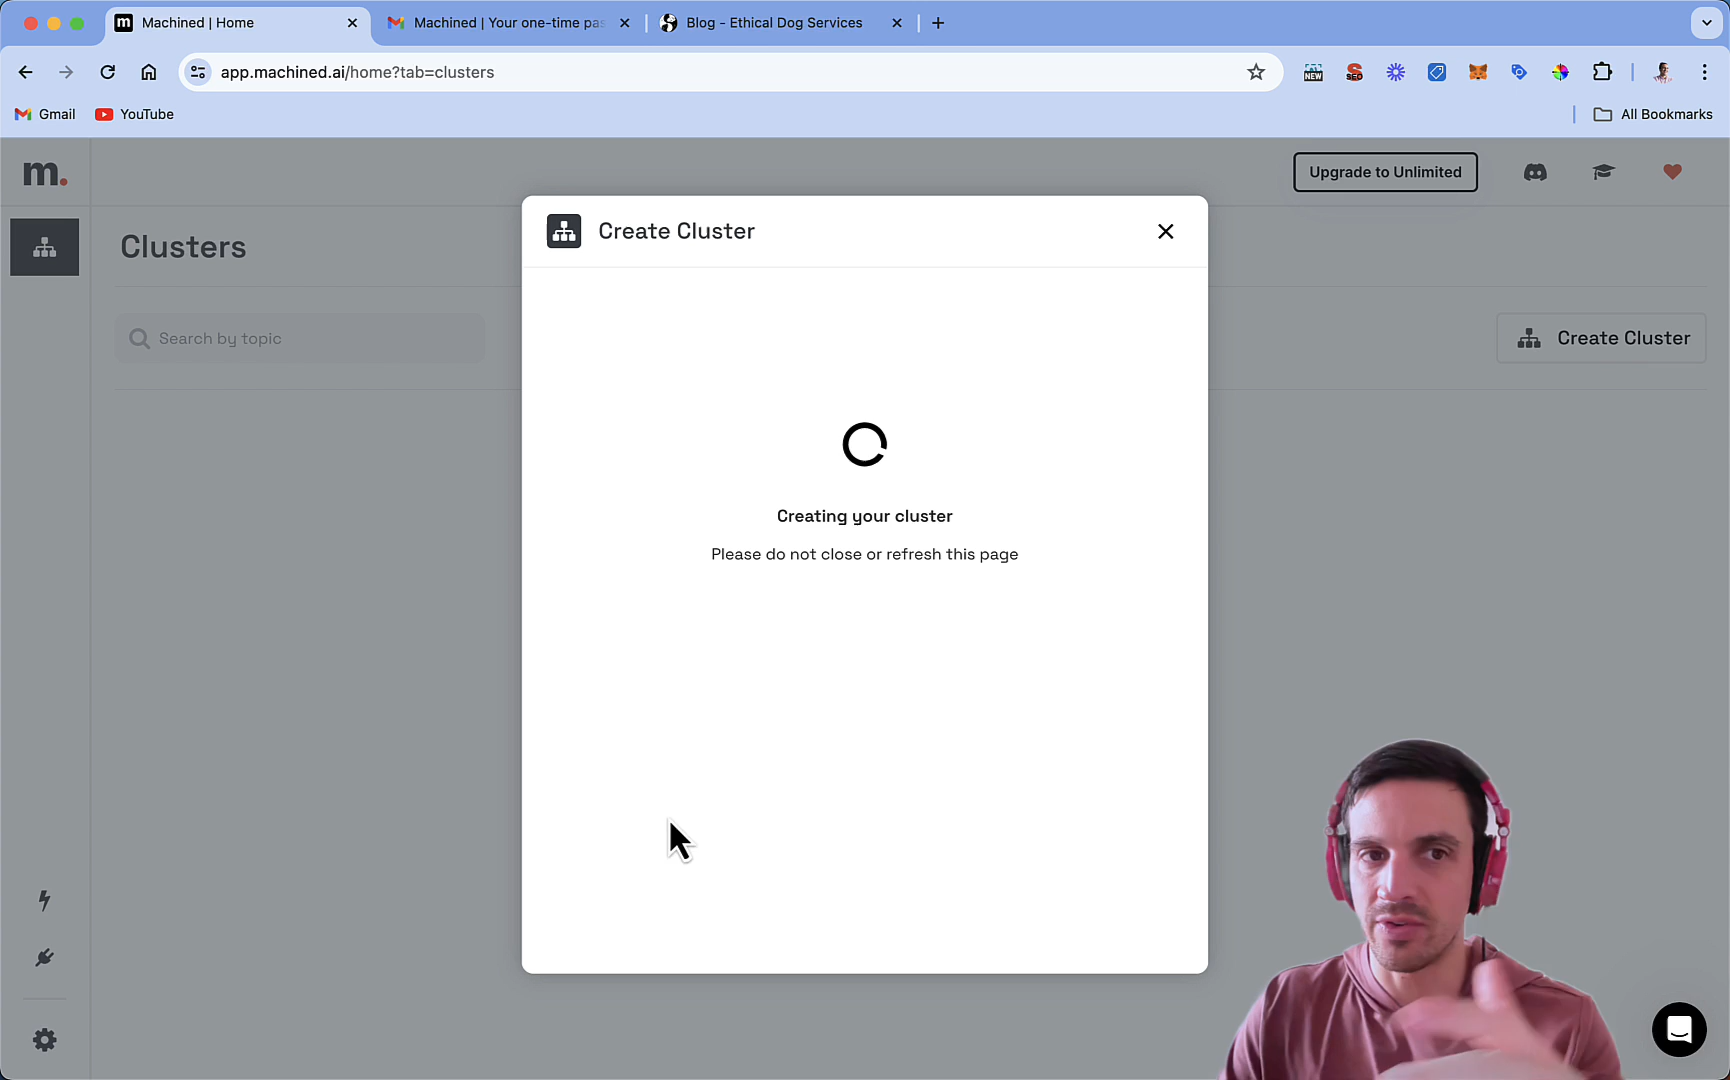 m Machined | Home
Machined | Your one-time pas
Blog - Ethical Dog Services
app.machined.ai/home?tab=clusters
NEW
SEO
Gmail
YouTube
All Bookmarks
m.
Upgrade to Unlimited
Create Cluster
Clusters
Search by topic
Create Cluster
Creating your cluster
Please do not close or refresh this page